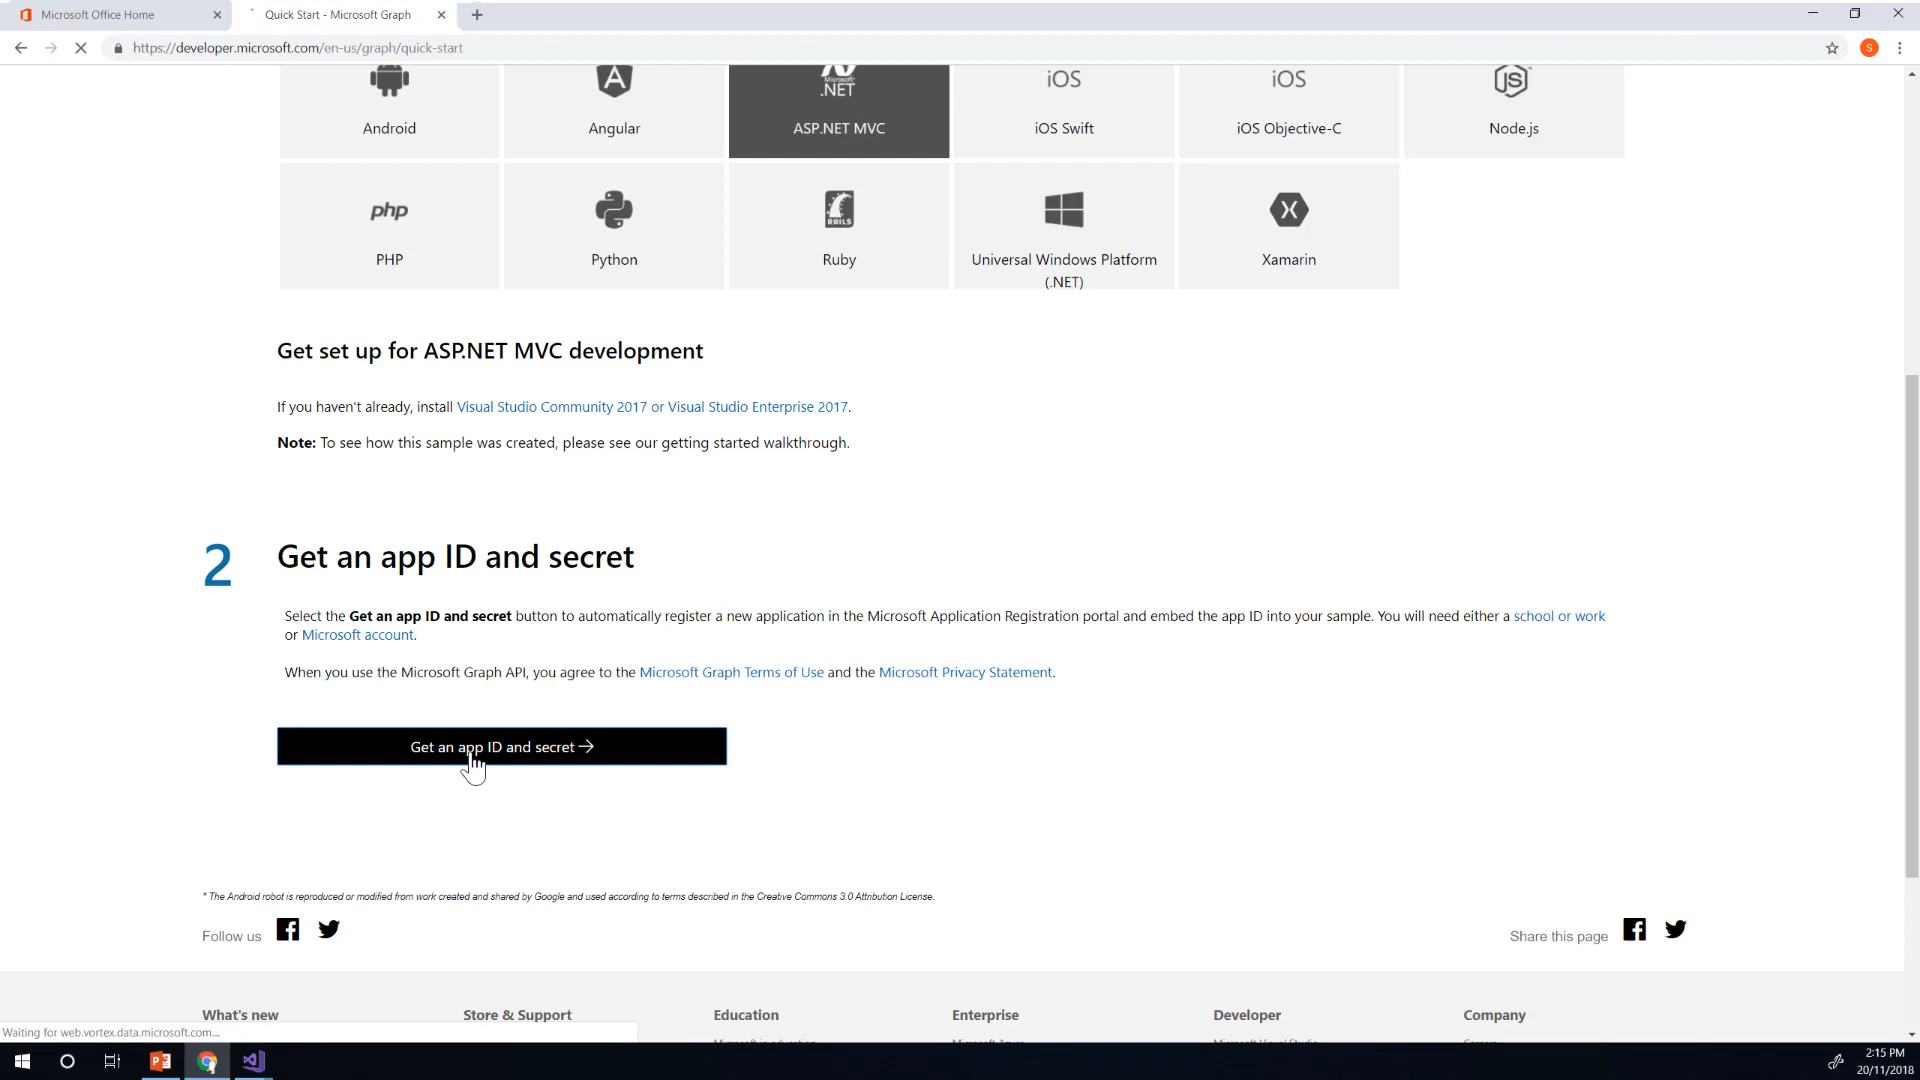 Microsoft Office Home
Quick Start - Microsoft Graph
https://developer.microsoft.com/en-us/graph/quick-start
S
Microsoft®
.NET
iOS
iOS
JS
Android
Angular
ASP.NET MVC
iOS Swift
iOS Objective-C
Node.js
php
RAILS
PHP
Python
Ruby
Universal Windows Platform
(.NET)
Xamarin
Get set up for ASP.NET MVC development
If you haven't already, install Visual Studio Community 2017 or Visual Studio Enterprise 2017.
Note: To see how this sample was created, please see our getting started walkthrough.
2
Get an app ID and secret
Select the Get an app ID and secret button to automatically register a new application in the Microsoft Application Registration portal and embed the app ID into your sample. You will need either a school or work
or Microsoft account.
When you use the Microsoft Graph API, you agree to the Microsoft Graph Terms of Use and the Microsoft Privacy Statement.
Get an app ID and secret
* The Android robot is reproduced or modified from work created and shared by Google and used according to terms described in the Creative Commons 3.0 Attribution License.
Follow us
Share this page
What's new
Store & Support
Education
Enterprise
Developer
Company
Waiting for web.vortex.data.microsoft.com...
2:15 PM
20/11/2018